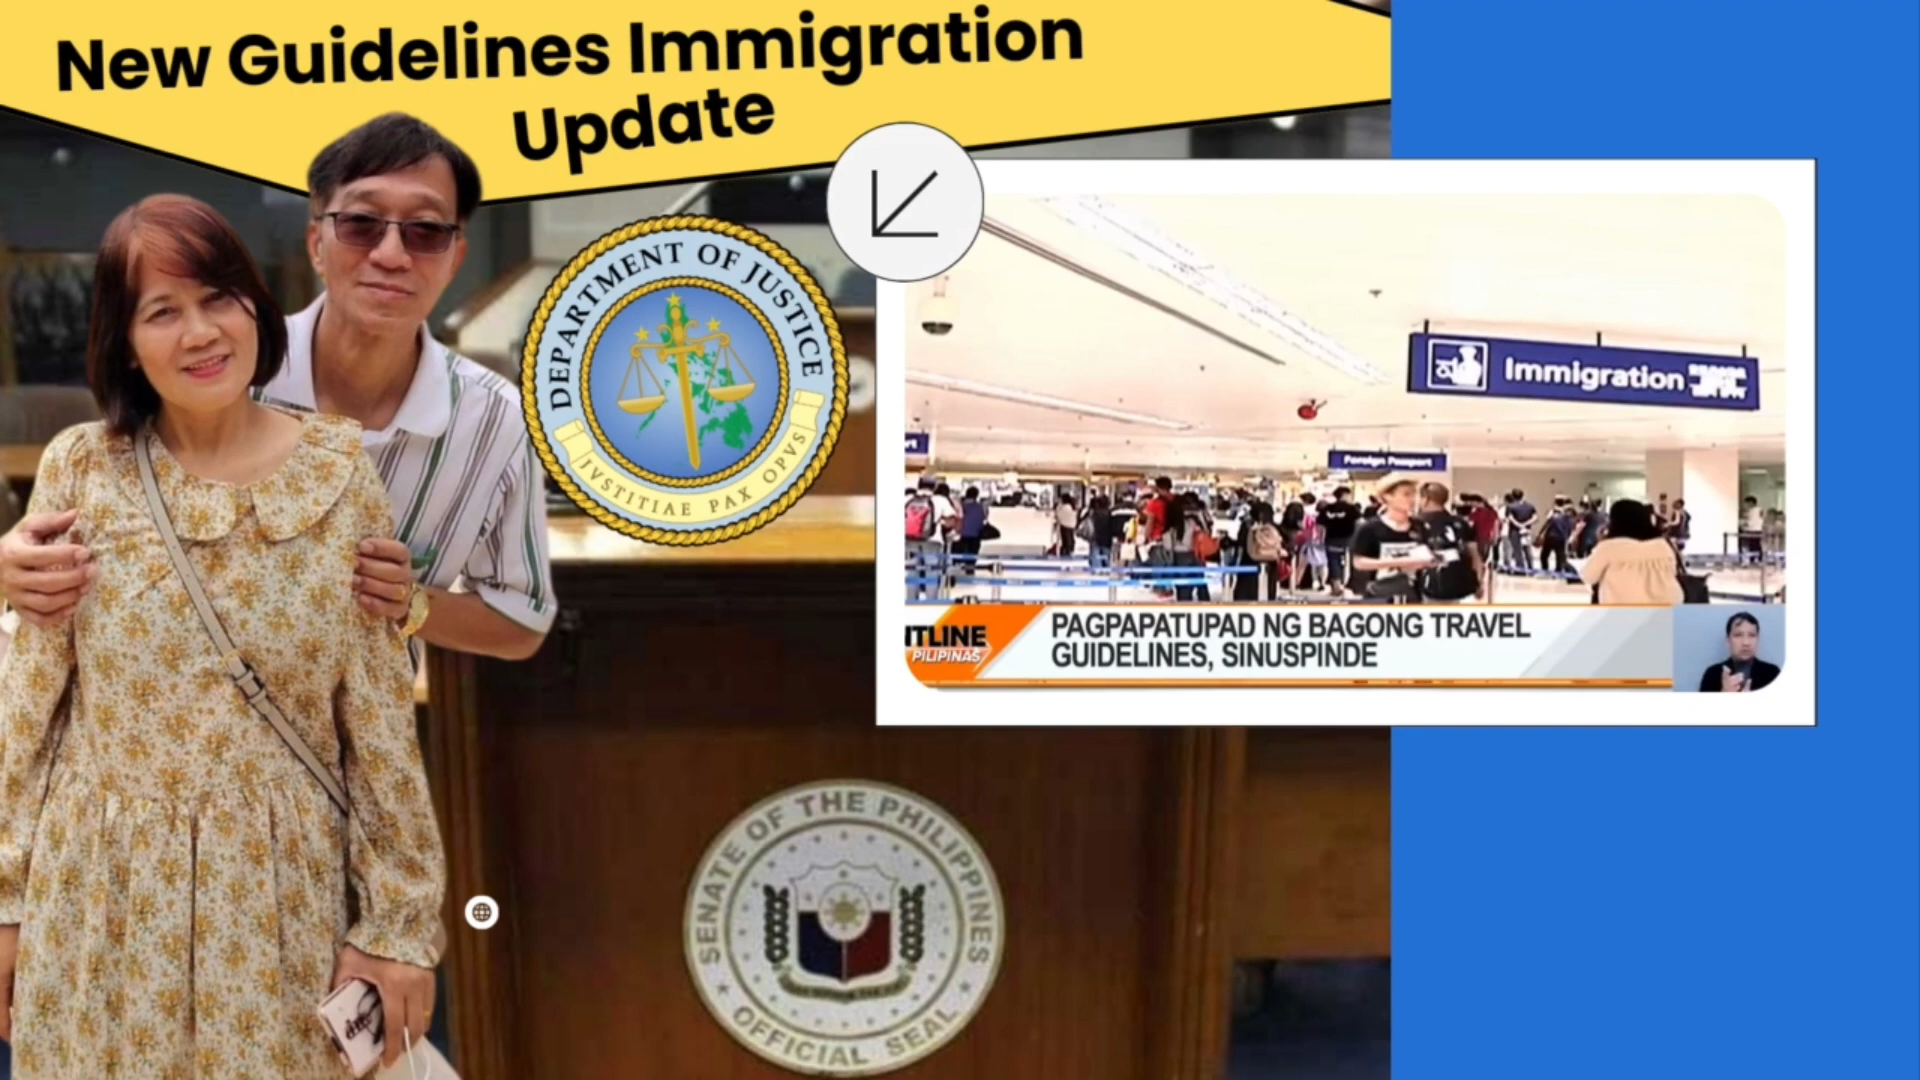 New Guidelines Immigration
Update
DEPARTMENT OF JUSTICE
IVSTITIAE PAX OPVS
Immigration
Foreign Passport
NTLINE
PILIPINAS
PAGPAPATUPAD NG BAGONG TRAVEL
GUIDELINES, SINUSPINDE
SENATE OF THE PHILIPPINES
OFFICIAL SEAL